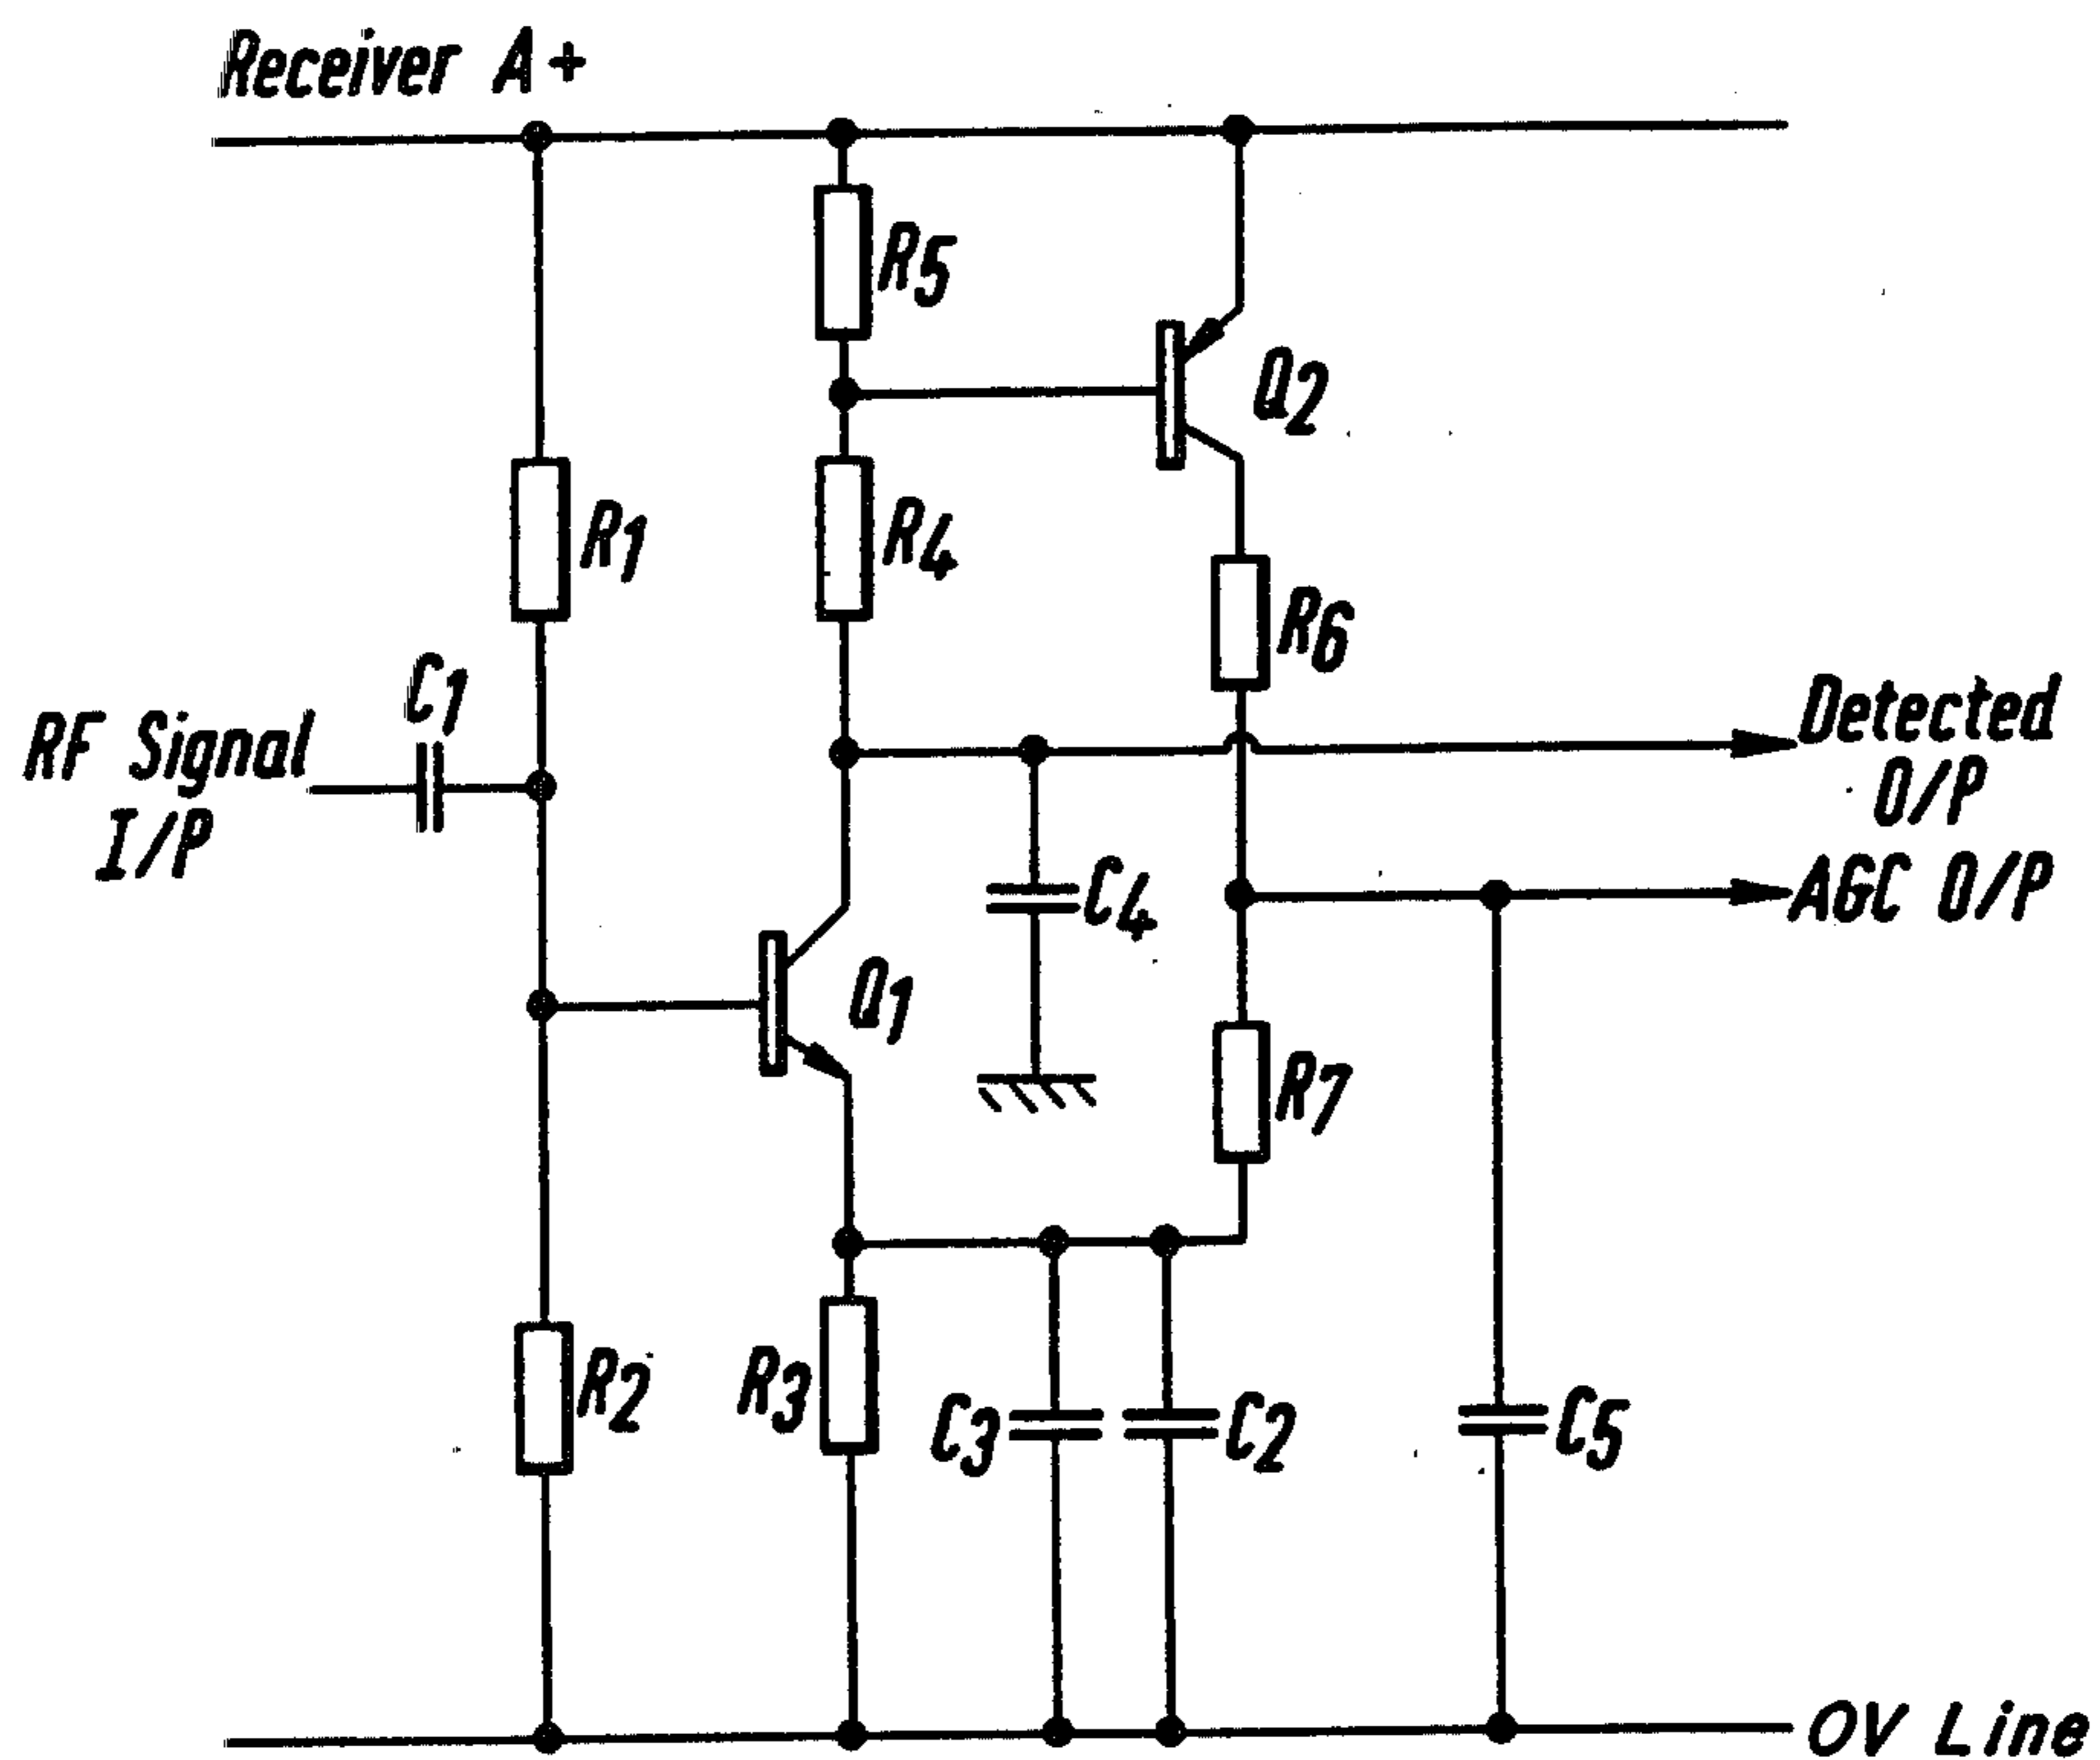 Receiver A+
R5
Q2
R1
R4
R6
C1
RF Signal
I/P
Detected
O/P
C4
AGC O/P
Q1
R7
R2
R3
C3
C2
C5
OV Line